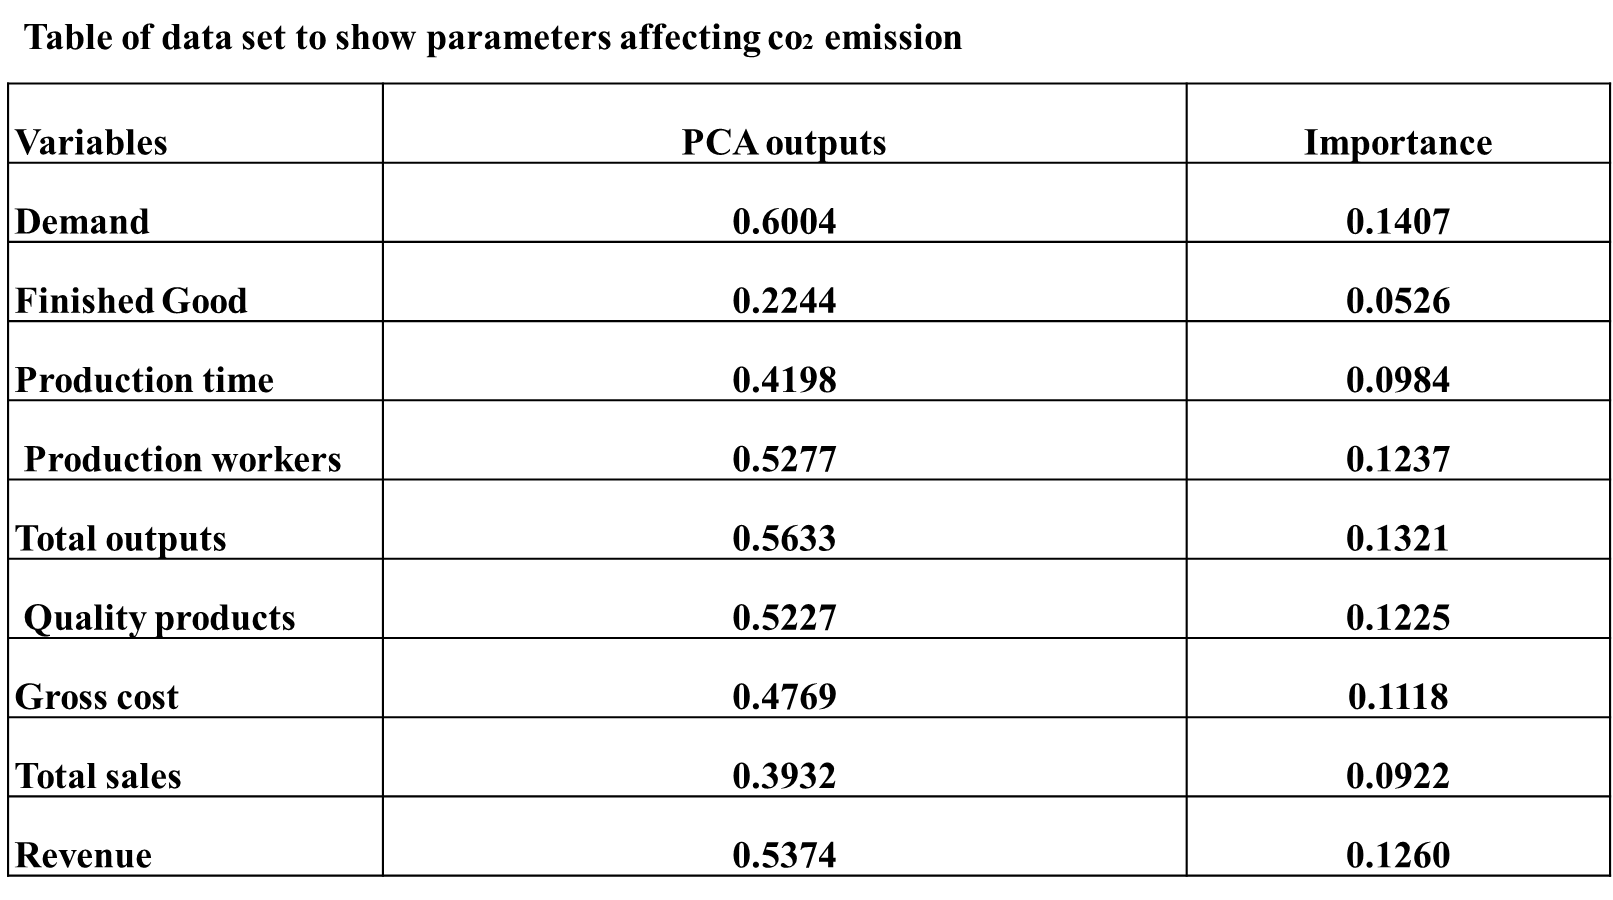 Table of data set to show parameters affecting co₂ emission
Variables PCA outputs Importance
Demand 0.6004 0.1407
Finished Good 0.2244 0.0526
Production time 0.4198 0.0984
Production workers 0.5277 0.1237
Total outputs 0.5633 0.1321
Quality products 0.5227 0.1225
Gross cost 0.4769 0.1118
Total sales 0.3932 0.0922
Revenue 0.5374 0.1260